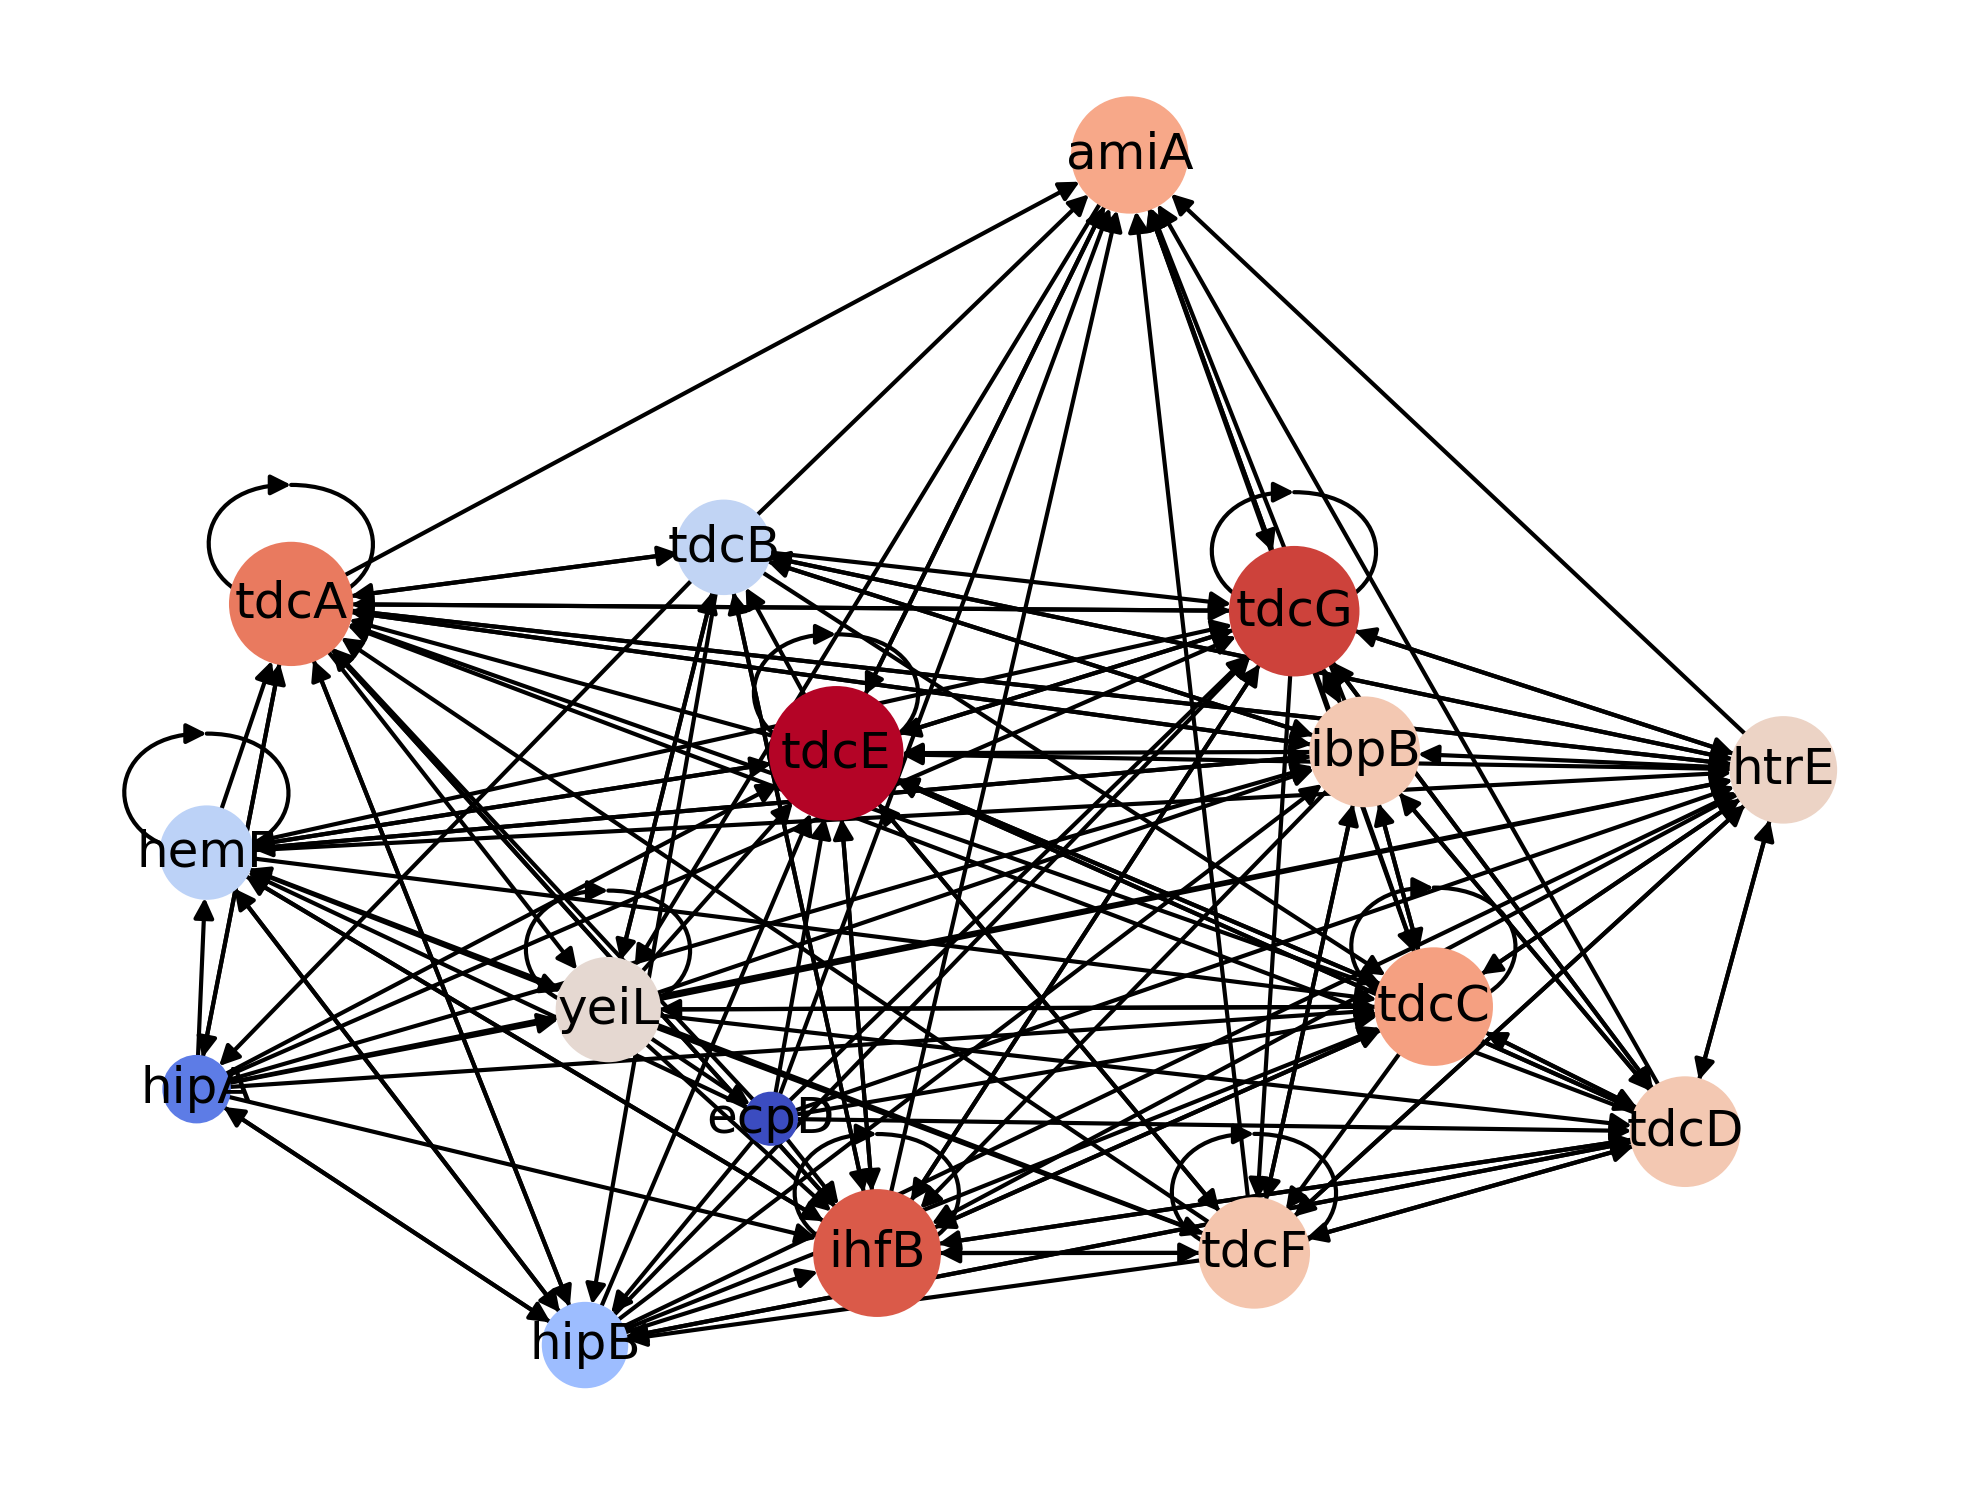 amiA
tdcB
tdcA
tdcG
tdcE
ibpB
htrE
hemF
yeiL
tdcC
hipA
ecpD
tdcD
ihfB
tdcF
hipB